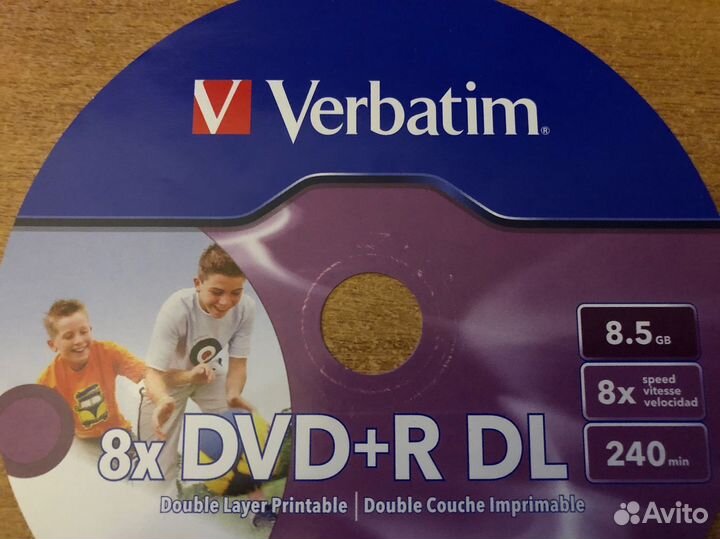 V Verbatim®
8.5 GB
8x speed
vitesse
velocidad
8x DVD+R DL
240 min
Double Layer Printable | Double Couche Imprimable
Avito